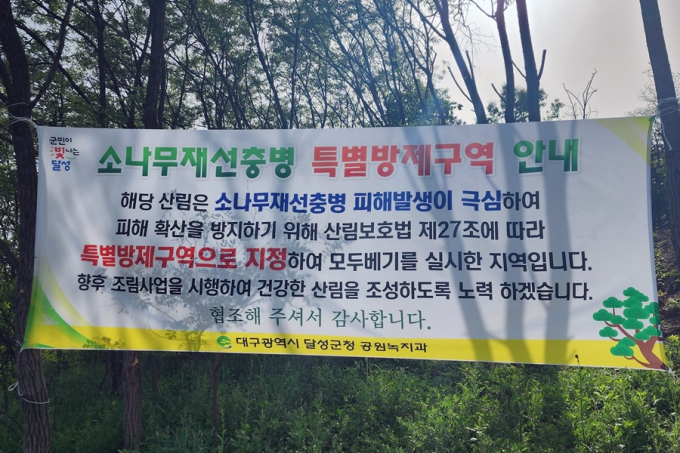 군민이
빛나는
달성
소나무재선충병 특별방제구역 안내
해당 산림은 소나무재선충병 피해발생이 극심하여
피해 확산을 방지하기 위해 산림보호법 제27조에 따라
특별방제구역으로 지정하여 모두베기를 실시한 지역입니다.
향후 조림사업을 시행하여 건강한 산림을 조성하도록 노력 하겠습니다.
협조해 주셔서 감사합니다.
대구광역시 달성군청 공원녹지과